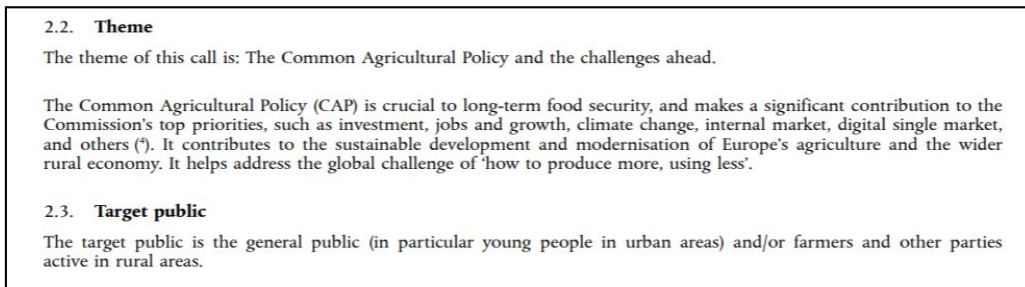 2.2. Theme
The theme of this call is: The Common Agricultural Policy and the challenges ahead.
The Common Agricultural Policy (CAP) is crucial to long-term food security, and makes a significant contribution to the
Commission's top priorities, such as investment, jobs and growth, climate change, internal market, digital single market,
and others (⁴). It contributes to the sustainable development and modernisation of Europe's agriculture and the wider
rural economy. It helps address the global challenge of 'how to produce more, using less'.
2.3. Target public
The target public is the general public (in particular young people in urban areas) and/or farmers and other parties
active in rural areas.